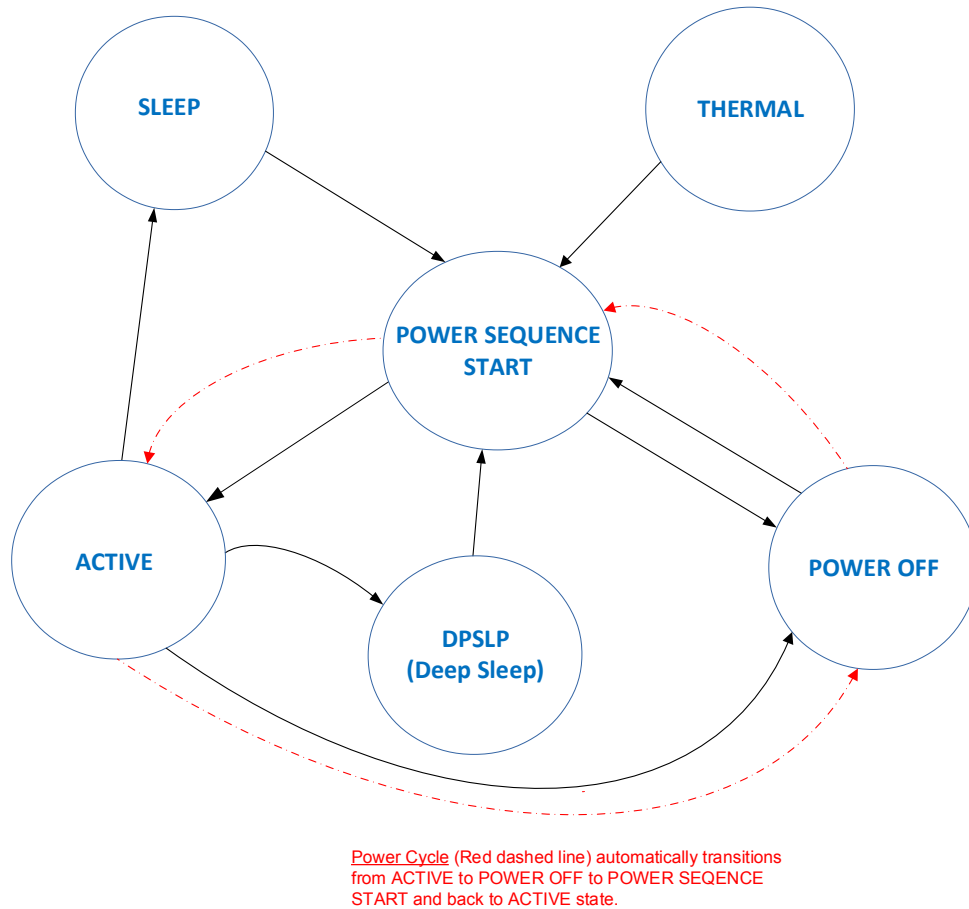 SLEEP
THERMAL
POWER SEQUENCE
START
ACTIVE
POWER OFF
DPSLP
(Deep Sleep)
Power Cycle (Red dashed line) automatically transitions
from ACTIVE to POWER OFF to POWER SEQENCE
START and back to ACTIVE state.